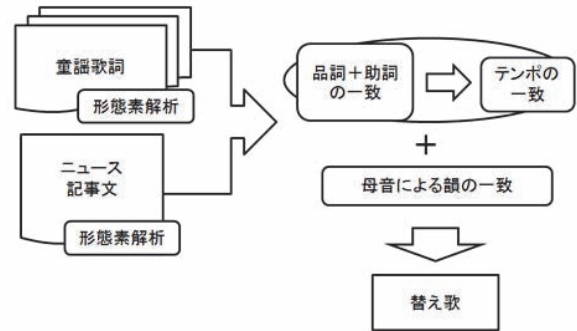 童謡歌詞
形態素解析
ニュース
記事文
形態素解析
品詞＋助詞
の一致
テンポの
一致
＋
母音による韻の一致
替え歌